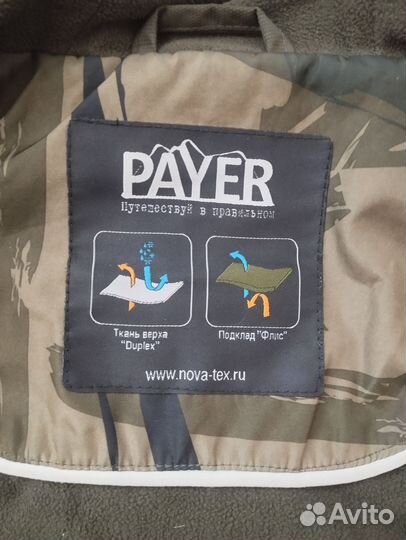 PAYER
Путешествуй в правильном
Ткань верха
"Duplex"
Подклад "Флис"
www.nova-tex.ru
Avito